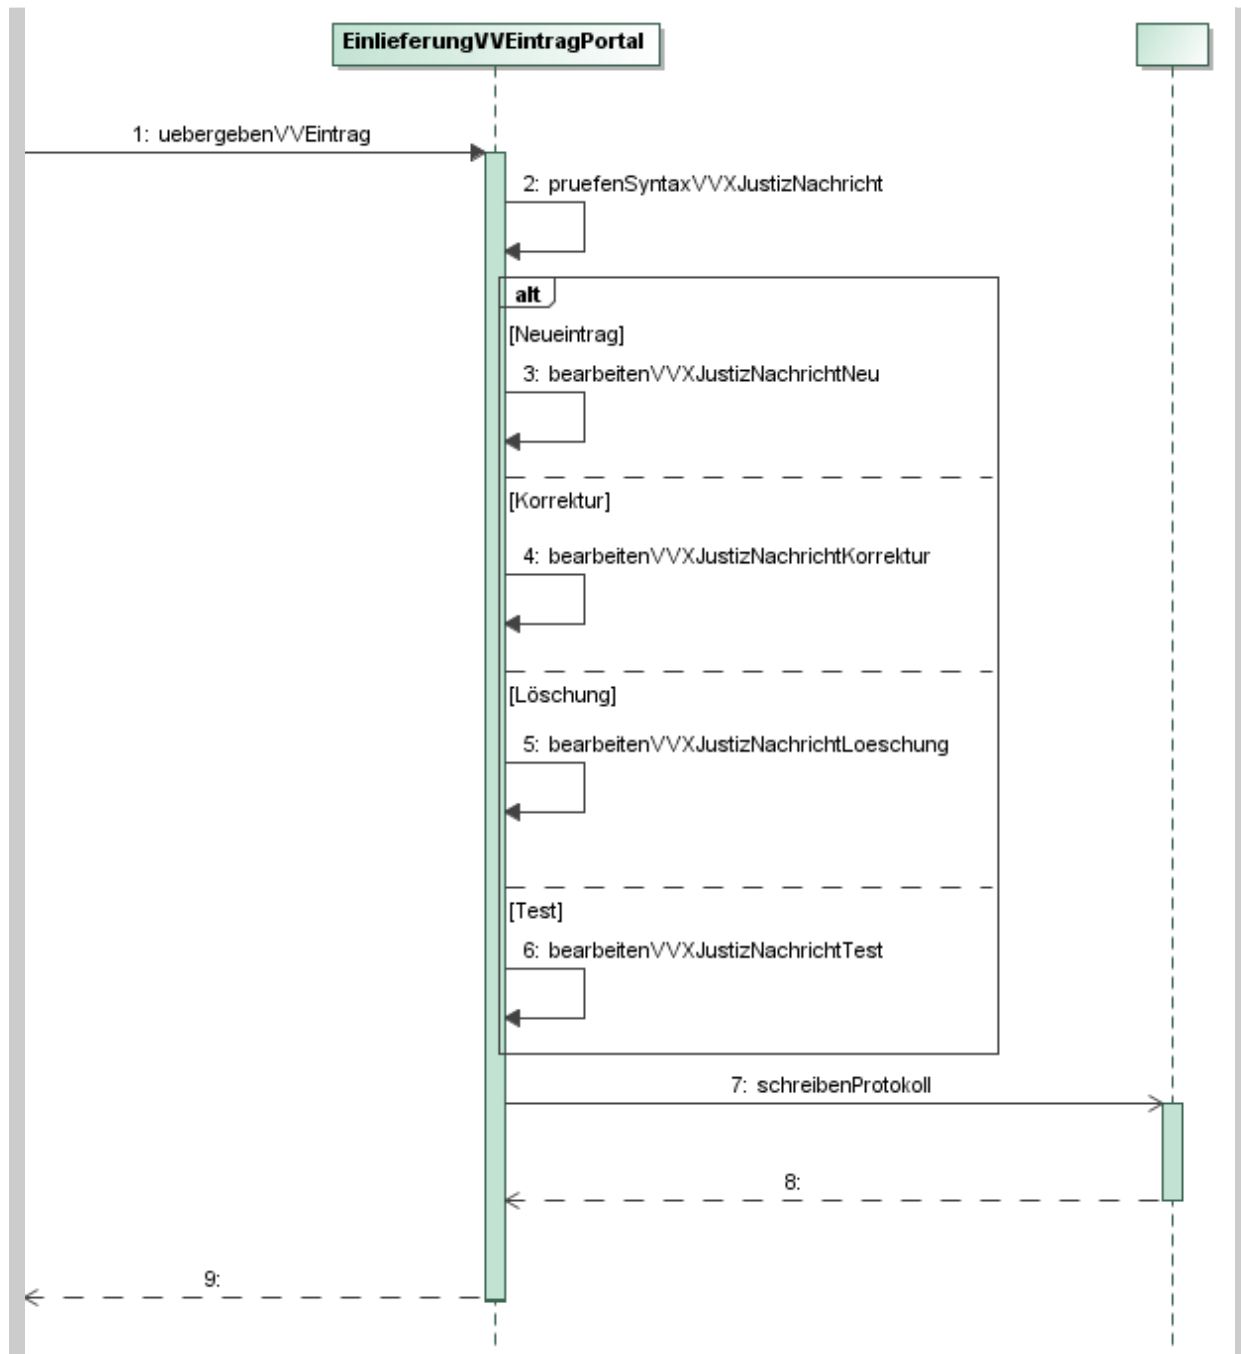 EinlieferungVVEintragPortal
1: uebergebenVVEintrag
2: pruefenSyntaxVVXJustizNachricht
alt
[Neueintrag]
3: bearbeitenVVXJustizNachrichtNeu
[Korrektur]
4: bearbeitenVVXJustizNachrichtKorrektur
[Löschung]
5: bearbeitenVVXJustizNachrichtLoeschung
[Test]
6: bearbeitenVVXJustizNachrichtTest
7: schreibenProtokoll
8:
9: